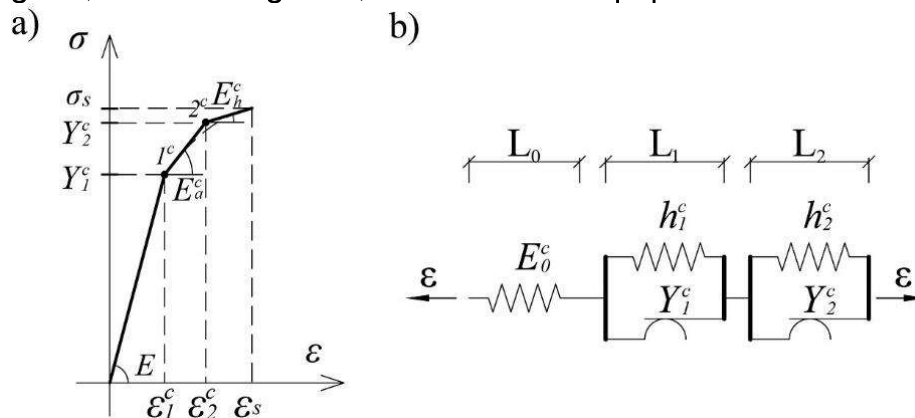 a)
σ
σs
Y₂ᶜ
Y₁ᶜ
2ᶜ
Eₕᶜ
1ᶜ
Eₐᶜ
E
ε
ε₁ᶜ ε₂ᶜ εs
b)
L₀ L₁ L₂
h₁ᶜ h₂ᶜ
E₀ᶜ
ε Y₁ᶜ Y₂ᶜ ε